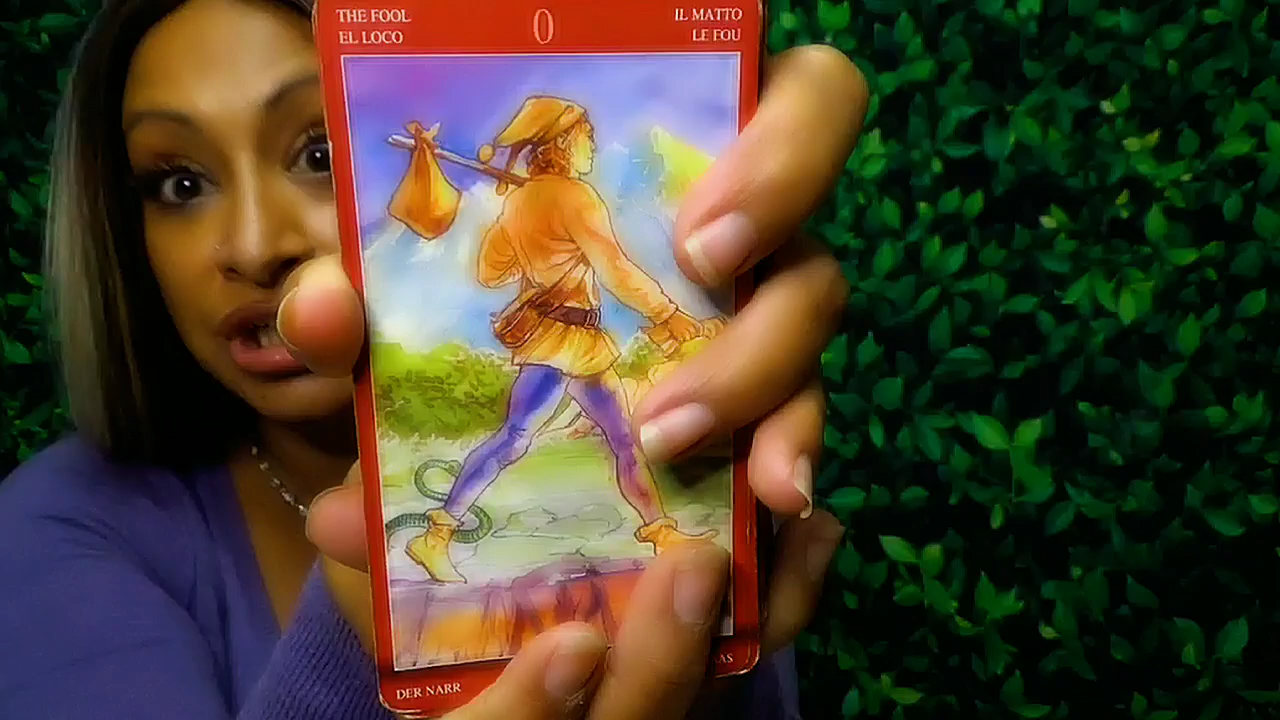 THE FOOL
EL LOCO
0
IL MATTO
LE FOU
DER NARR